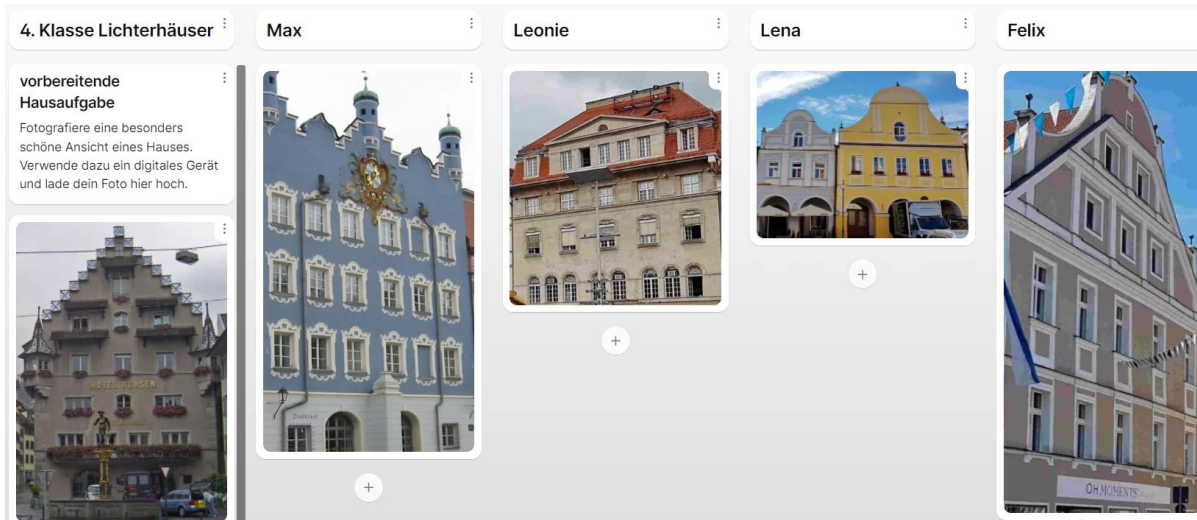 4. Klasse Lichterhäuser
Max
Leonie
Lena
Felix
vorbereitende
Hausaufgabe
Fotografiere eine besonders
schöne Ansicht eines Hauses.
Verwende dazu ein digitales Gerät
und lade dein Foto hier hoch.
HOTEL OCHSEN
OH MOMENTS